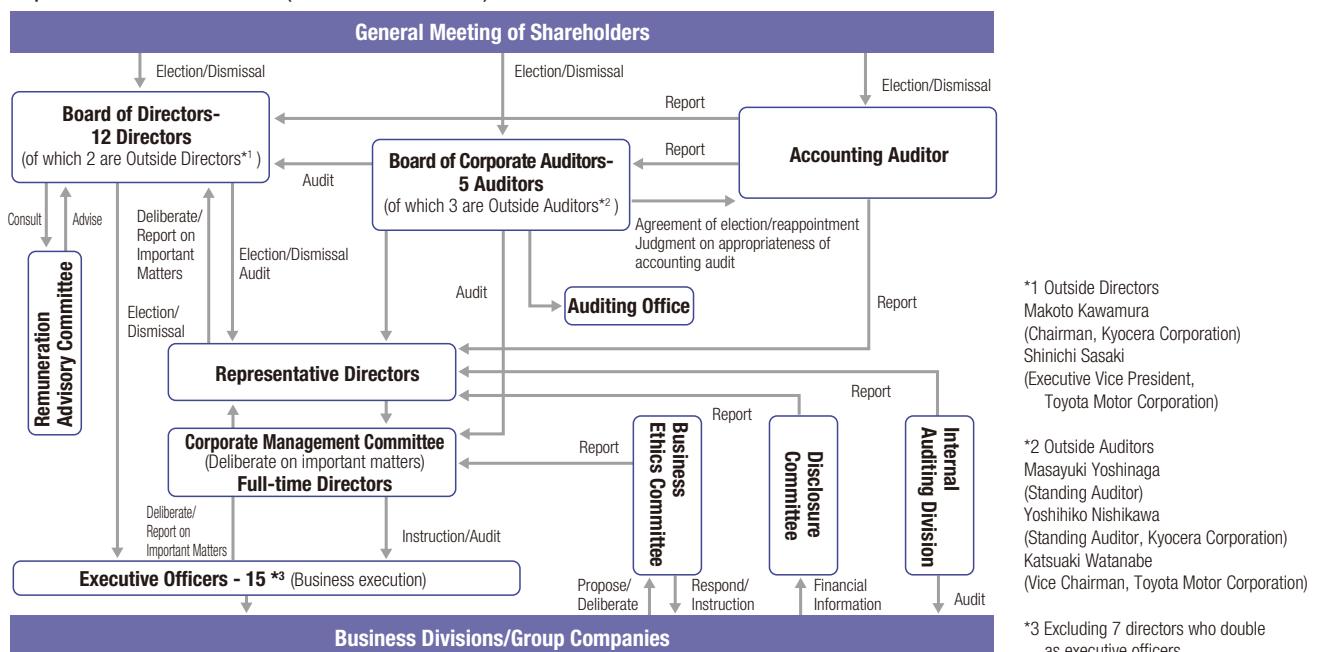 General Meeting of Shareholders
Election/Dismissal
Election/Dismissal
Election/Dismissal
Board of Directors-
12 Directors
(of which 2 are Outside Directors*1 )
Report
Accounting Auditor
Board of Corporate Auditors-
5 Auditors
(of which 3 are Outside Auditors*2 )
Report
Audit
Agreement of election/reappointment
Judgment on appropriateness of
accounting audit
Consult
Advise
Deliberate/
Report on
Important
Matters
Election/Dismissal
Audit
Election/
Dismissal
Remuneration
Advisory Committee
Audit
Auditing Office
Report
Representative Directors
Report
Report
Corporate Management Committee
(Deliberate on important matters)
Full-time Directors
Report
Business
Ethics Committee
Disclosure
Committee
Internal
Auditing Division
Deliberate/
Report on
Important Matters
Instruction/Audit
Executive Officers - 15 *3 (Business execution)
Propose/
Deliberate
Respond/
Instruction
Financial
Information
Audit
Business Divisions/Group Companies
*1 Outside Directors
Makoto Kawamura
(Chairman, Kyocera Corporation)
Shinichi Sasaki
(Executive Vice President,
Toyota Motor Corporation)
*2 Outside Auditors
Masayuki Yoshinaga
(Standing Auditor)
Yoshihiko Nishikawa
(Standing Auditor, Kyocera Corporation)
Katsuaki Watanabe
(Vice Chairman, Toyota Motor Corporation)
*3 Excluding 7 directors who double
as executive officers